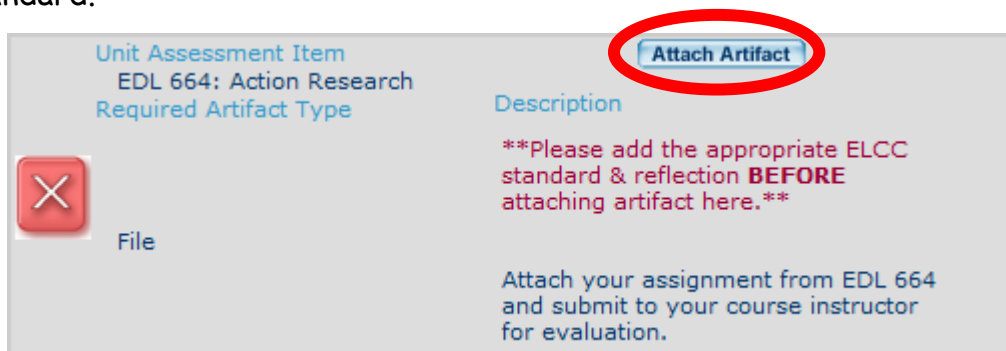 Unit Assessment Item
Attach Artifact
EDL 664: Action Research
Required Artifact Type
Description
**Please add the appropriate ELCC
standard & reflection BEFORE
attaching artifact here.**
File
Attach your assignment from EDL 664
and submit to your course instructor
for evaluation.